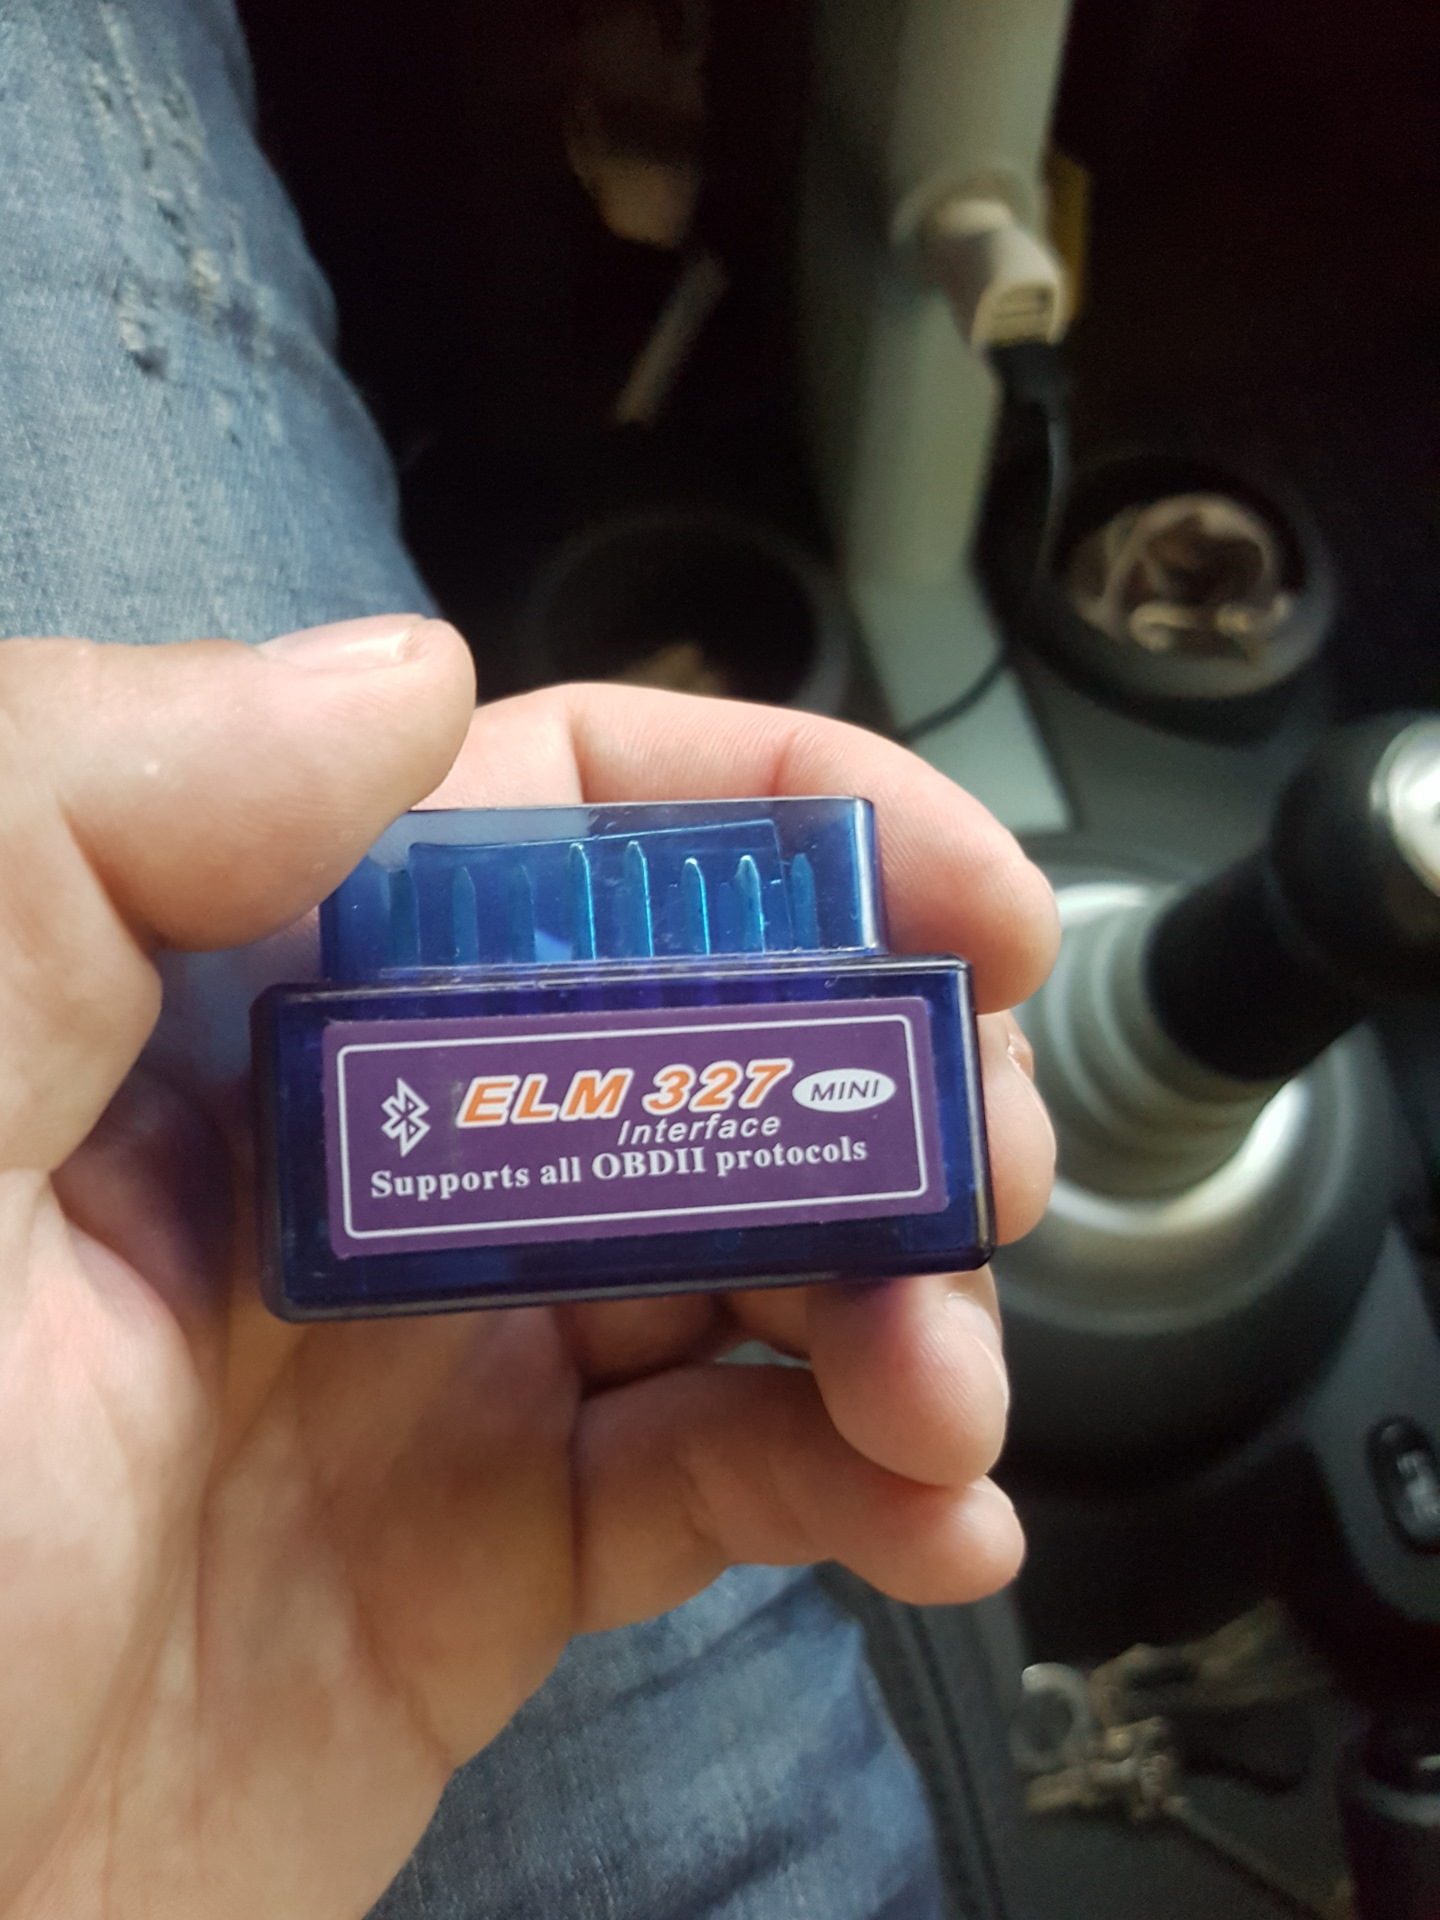 ELM 327 MINI
Interface
Supports all OBDII protocols